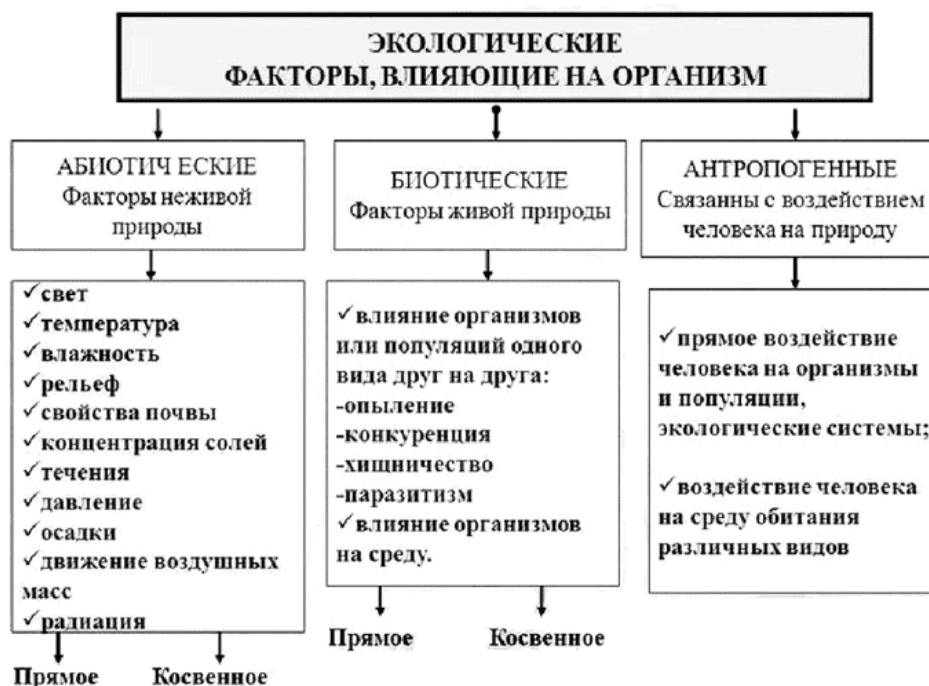 ЭКОЛОГИЧЕСКИЕ
ФАКТОРЫ, ВЛИЯЮЩИЕ НА ОРГАНИЗМ
АБИОТИЧ ЕСКИЕ
Факторы неживой
природы
✓свет
✓температура
✓влажность
✓рельеф
✓свойства почвы
✓концентрация солей
✓течения
✓давление
✓осадки
✓движение воздушных
масс
✓радиация
Прямое Косвенное
БИОТИЧЕСКИЕ
Факторы живой природы
✓влияние организмов
или популяций одного
вида друг на друга:
-опыление
-конкуренция
-хищничество
-паразитизм
✓влияние организмов
на среду.
Прямое Косвенное
АНТРОПОГЕННЫЕ
Связанны с воздействием
человека на природу
✓прямое воздействие
человека на организмы
и популяции,
экологические системы;
✓воздействие человека
на среду обитания
различных видов